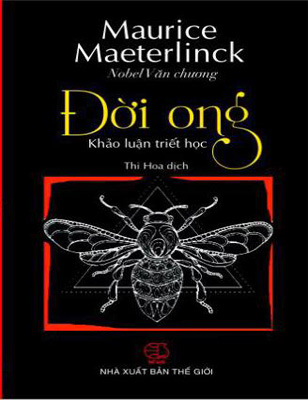 Maurice
Maeterlinck
Nobel Văn chương
Đời ong
Khảo luận triết học
Thi Hoa dịch
NHÀ XUẤT BẢN THẾ GIỚI